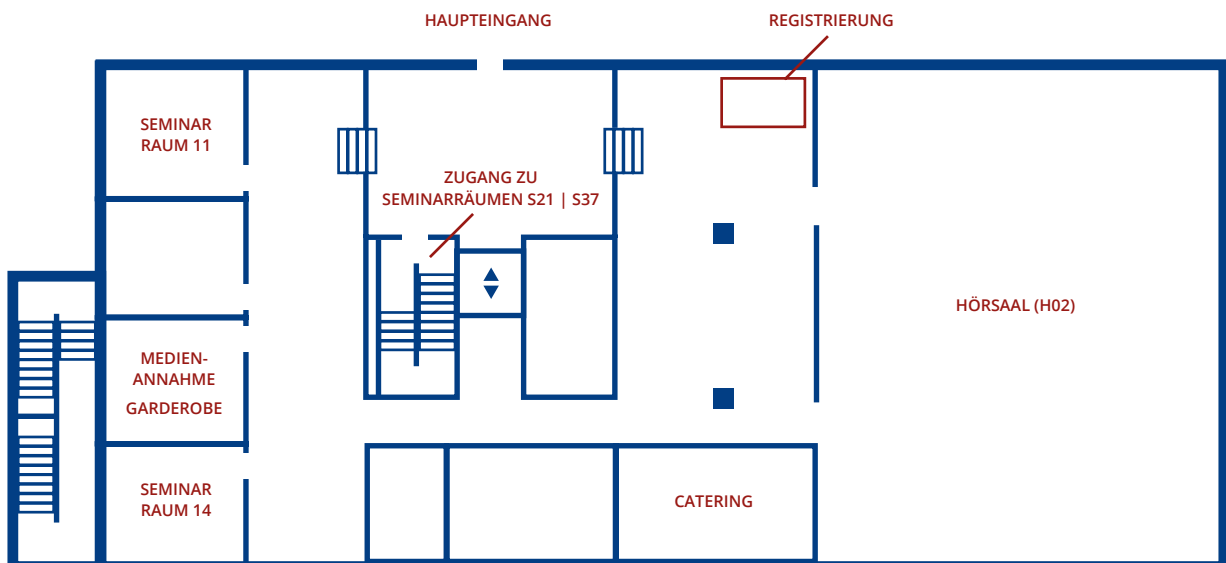 HAUPTEINGANG
REGISTRIERUNG
SEMINAR
RAUM 11
ZUGANG ZU
SEMINARRÄUMEN S21 | S37
HÖRSAAL (H02)
MEDIEN-
ANNAHME
GARDEROBE
SEMINAR
RAUM 14
CATERING